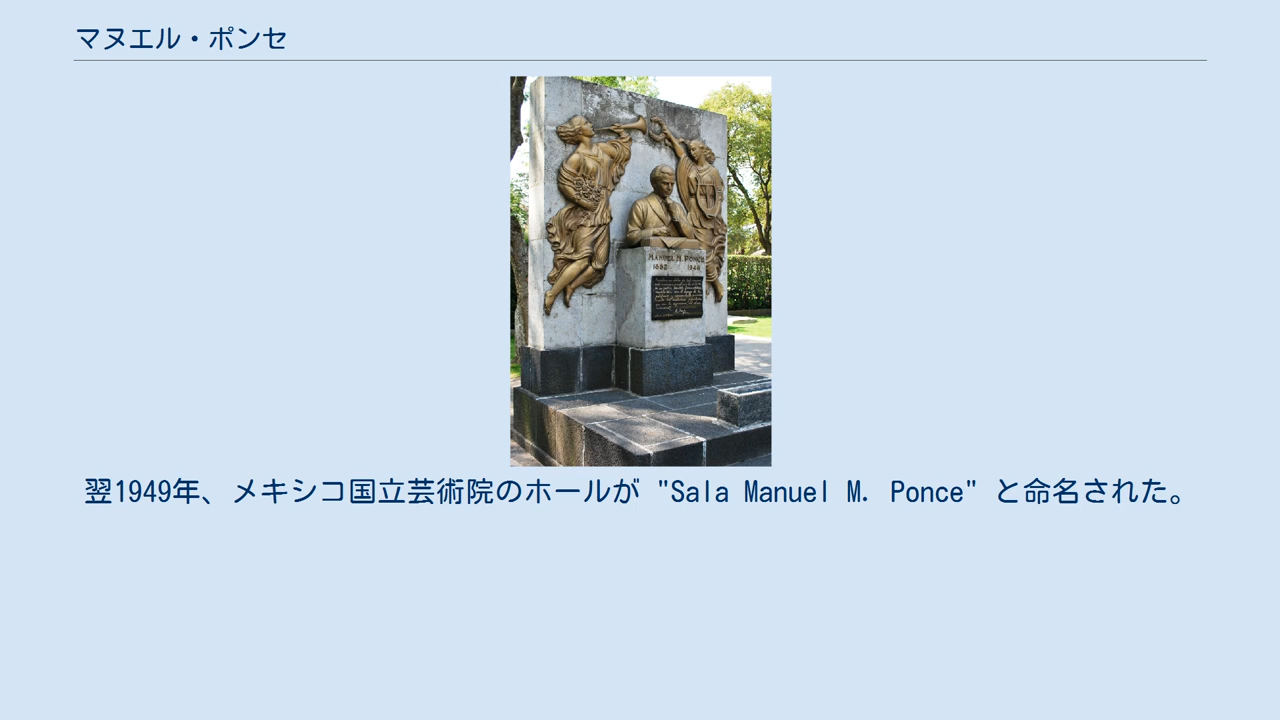 マヌエル・ポンセ
MANUEL M. PONCE
1882 1948
翌1949年、メキシコ国立芸術院のホールが "Sala Manuel M. Ponce" と命名された。